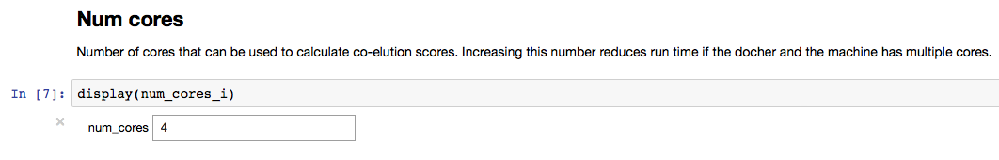 Num cores
Number of cores that can be used to calculate co-elution scores. Increasing this number reduces run time if the docher and the machine has multiple cores.
In [7]: display(num_cores_i)
× num_cores 4